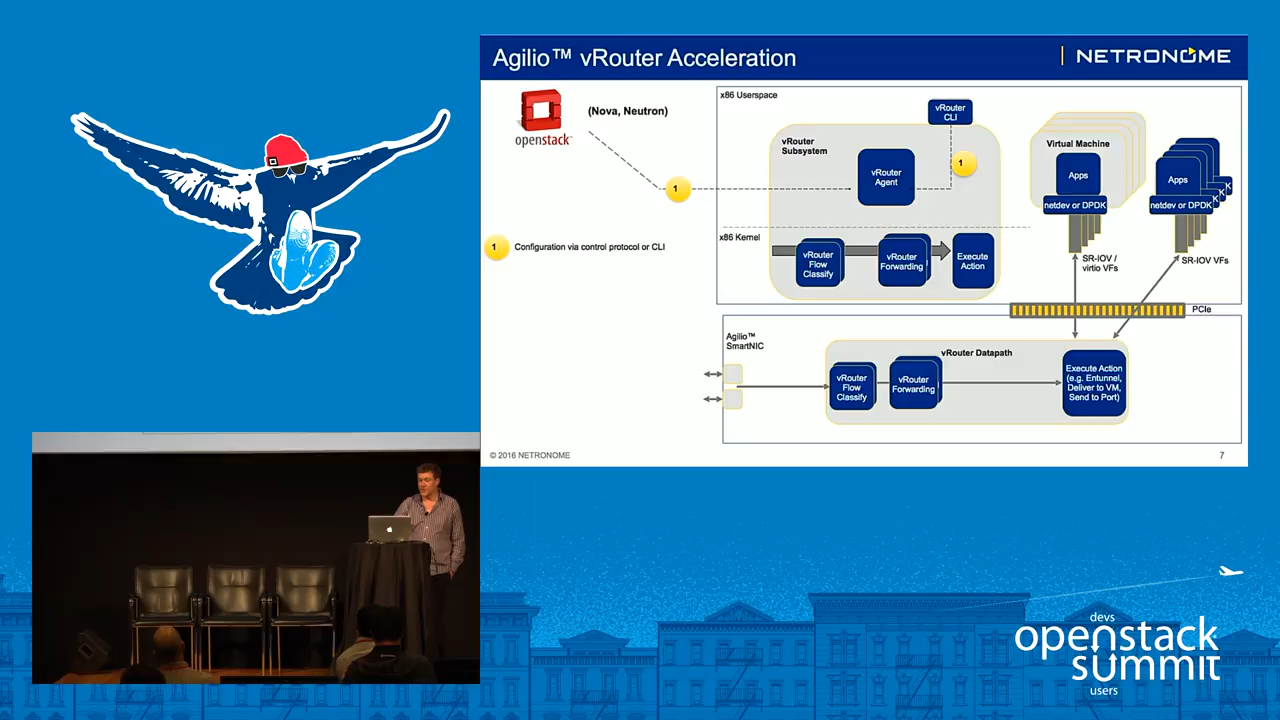 Agilio™ vRouter Acceleration
NETRONOME
openstack™
(Nova, Neutron)
1
1
1
Configuration via control protocol or CLI
x86 Userspace
vRouter
CLI
vRouter
Subsystem
vRouter
Agent
Virtual Machine
Apps
netdev or DPDK
Apps
netdev or DPDK
x86 Kernel
vRouter
Flow
Classify
vRouter
Forwarding
Execute
Action
SR-IOV /
virtio VFs
SR-IOV VFs
PCIe
Agilio™
SmartNIC
vRouter Datapath
vRouter
Flow
Classify
vRouter
Forwarding
Execute Action
(e.g. Entunnel,
Deliver to VM,
Send to Port)
© 2016 NETRONOME
7
devs
openstack
summit
users